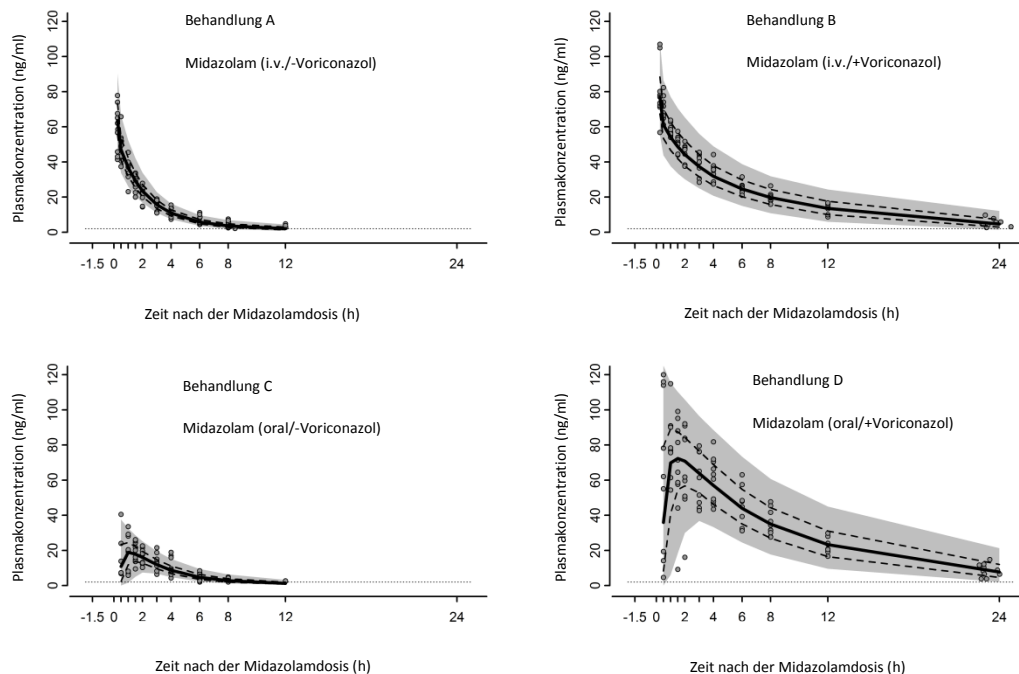 Behandlung A
Midazolam (i.v./-Voriconazol)
Plasmakonzentration (ng/ml)
0 20 40 60 80 100 120
-1.5 0 2 4 6 8 12 24
Zeit nach der Midazolamdosis (h)
Behandlung B
Midazolam (i.v./+Voriconazol)
Plasmakonzentration (ng/ml)
0 20 40 60 80 100 120
-1.5 0 2 4 6 8 12 24
Zeit nach der Midazolamdosis (h)
Behandlung C
Midazolam (oral/-Voriconazol)
Plasmakonzentration (ng/ml)
0 20 40 60 80 100 120
-1.5 0 2 4 6 8 12 24
Zeit nach der Midazolamdosis (h)
Behandlung D
Midazolam (oral/+Voriconazol)
Plasmakonzentration (ng/ml)
0 20 40 60 80 100 120
-1.5 0 2 4 6 8 12 24
Zeit nach der Midazolamdosis (h)